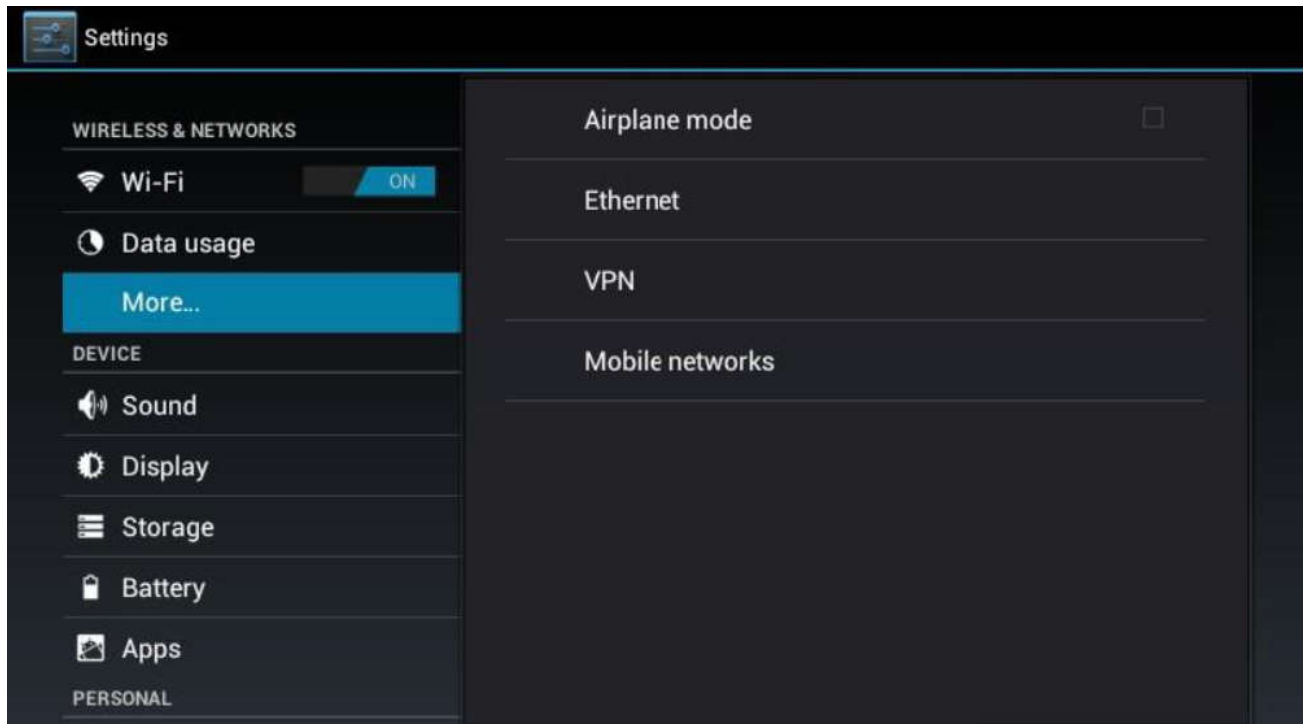 Settings
WIRELESS & NETWORKS
Wi-Fi
ON
Data usage
More...
DEVICE
Sound
Display
Storage
Battery
Apps
PERSONAL
Airplane mode
Ethernet
VPN
Mobile networks